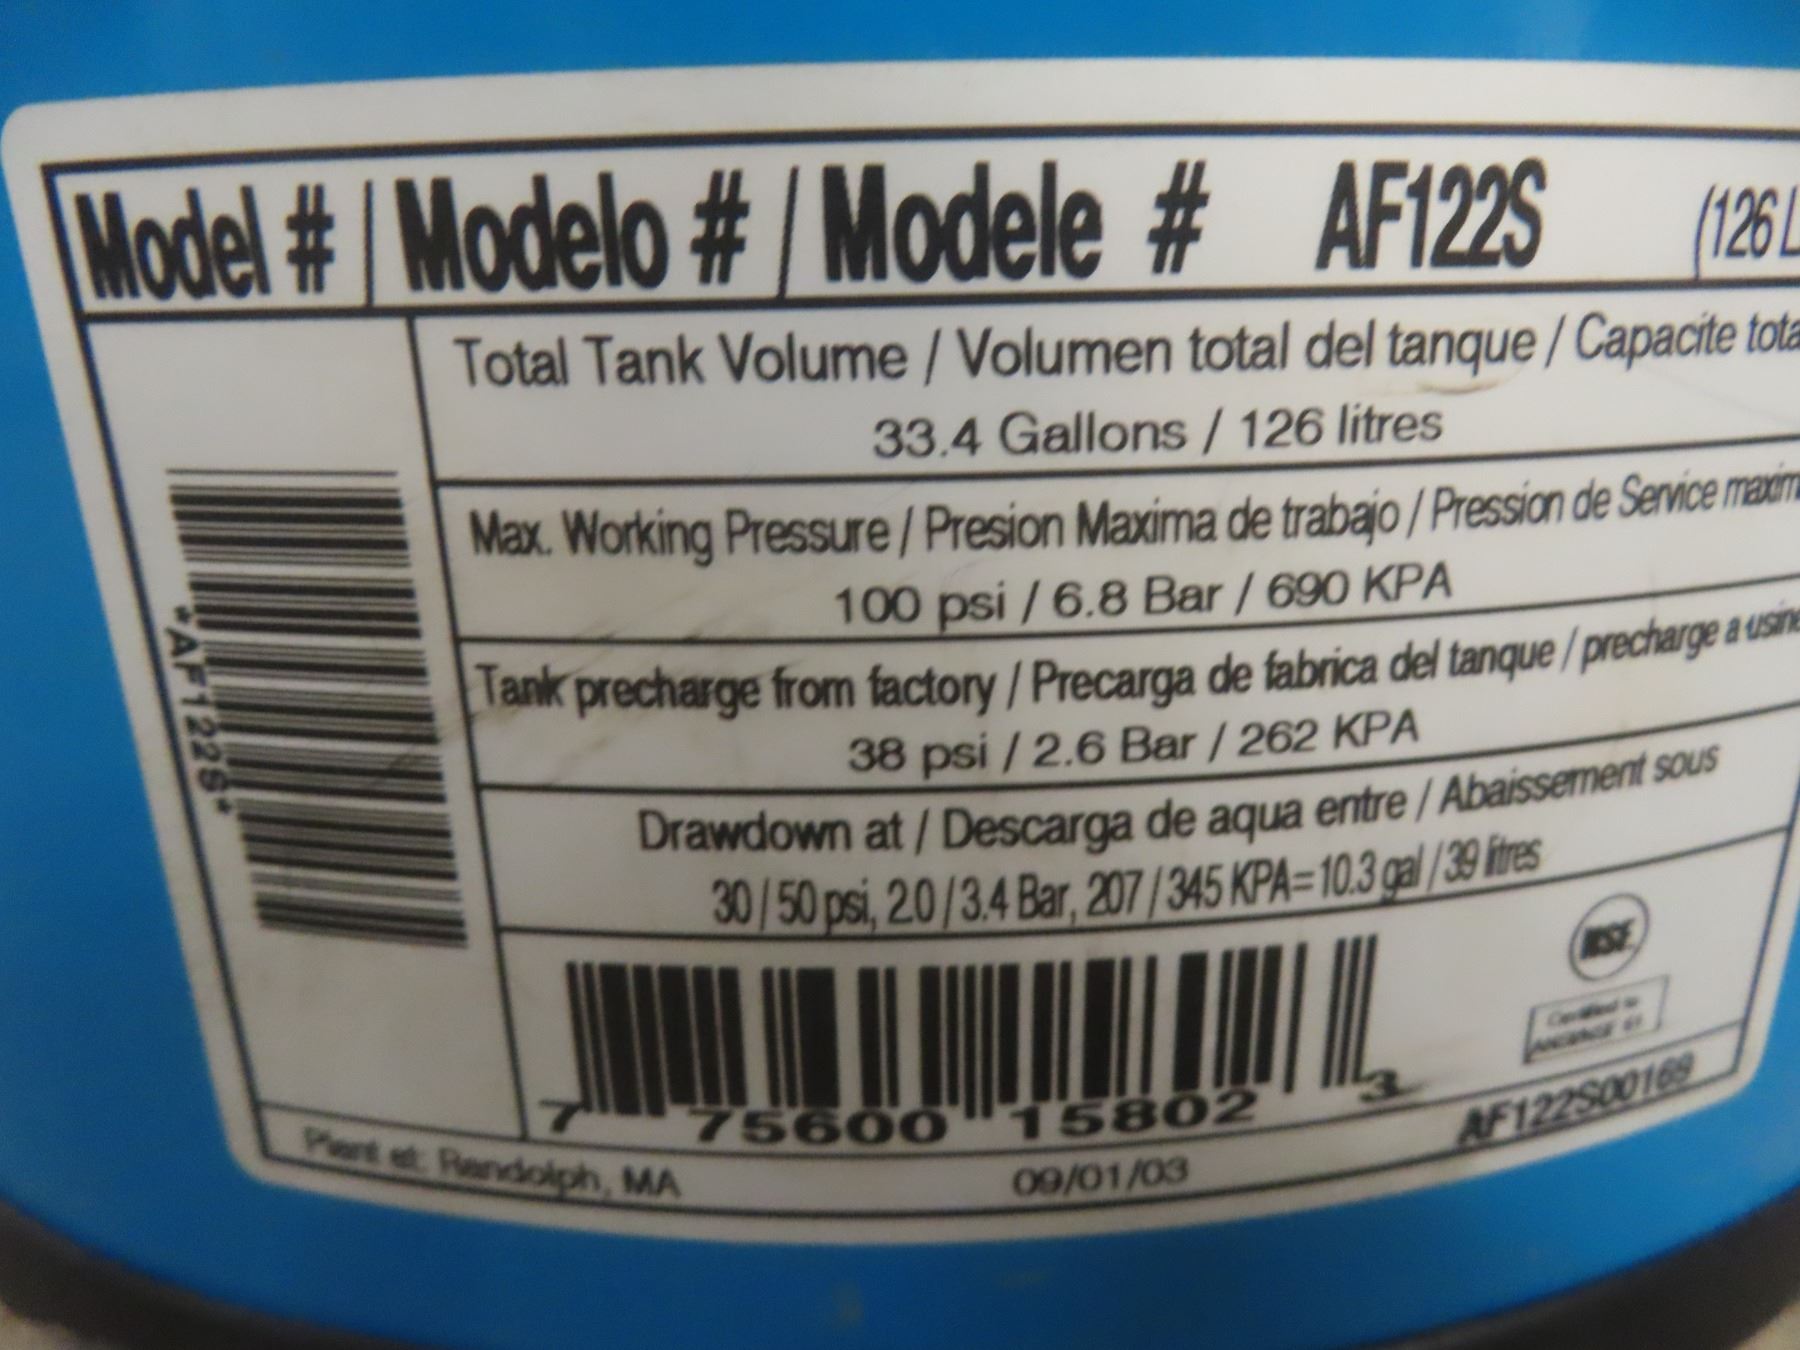 Model # / Modelo # / Modele # AF122S (126 L
Total Tank Volume / Volumen total del tanque / Capacite tota
33.4 Gallons / 126 litres
Max. Working Pressure / Presion Maxima de trabajo / Pression de Service maxim
100 psi / 6.8 Bar / 690 KPA
Tank precharge from factory / Precarga de fabrica del tanque / precharge a usine
38 psi / 2.6 Bar / 262 KPA
Drawdown at / Descarga de aqua entre / Abaissement sous
30 / 50 psi, 2.0 / 3.4 Bar, 207 / 345 KPA= 10.3 gal / 39 litres
*AF122S*
NSF
Certified to
7 75600 15802 3
AF122S00169
Plant at: Randolph, MA 09/01/03